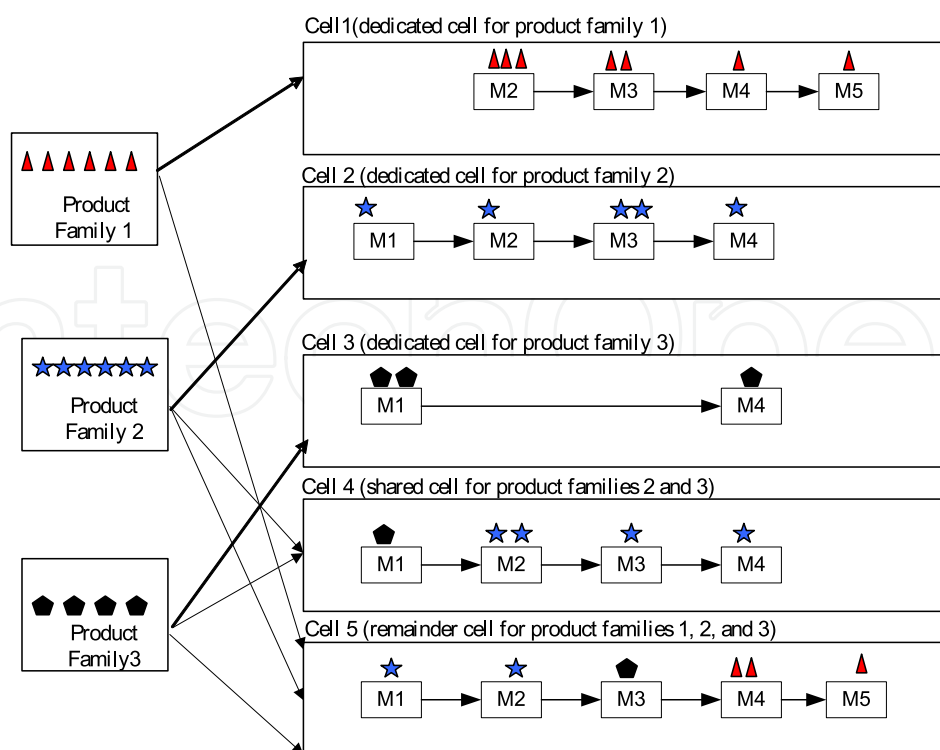 Cell1(dedicated cell for product family 1)
M2 M3 M4 M5
Product
Family 1
Cell 2 (dedicated cell for product family 2)
M1 M2 M3 M4
Cell 3 (dedicated cell for product family 3)
M1 M4
Product
Family 2
Cell 4 (shared cell for product families 2 and 3)
M1 M2 M3 M4
Product
Family3
Cell 5 (remainder cell for product families 1, 2, and 3)
M1 M2 M3 M4 M5